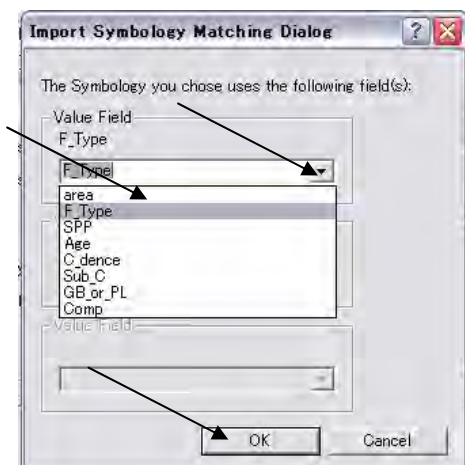 Import Symbology Matching Dialog
The Symbology you chose uses the following field(s):
Value Field
F_Type
F_Type
area
F_Type
SPP
Age
C_dence
Sub_C
GB_or_PL
Comp
Value Field
OK Cancel